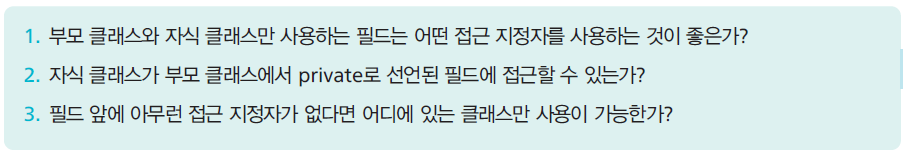 1. 부모 클래스와 자식 클래스만 사용하는 필드는 어떤 접근 지정자를 사용하는 것이 좋은가?
2. 자식 클래스가 부모 클래스에서 private로 선언된 필드에 접근할 수 있는가?
3. 필드 앞에 아무런 접근 지정자가 없다면 어디에 있는 클래스만 사용이 가능한가?